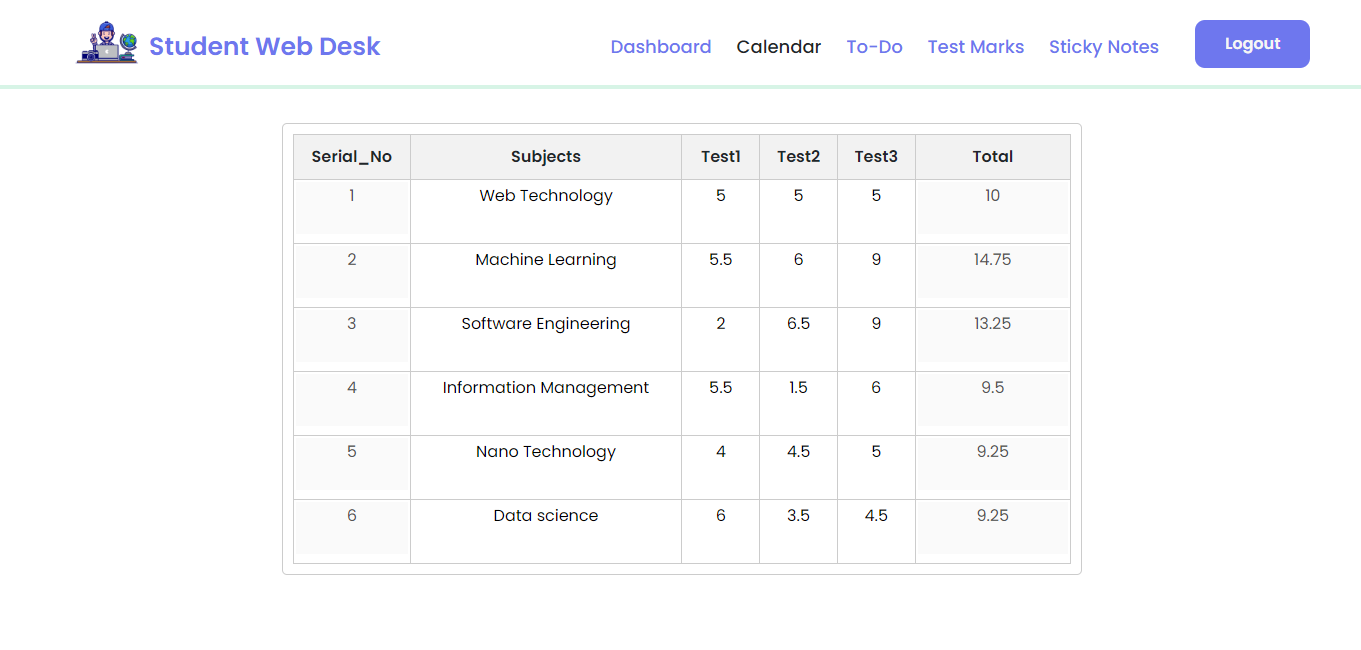 Student Web Desk Dashboard Calendar To-Do Test Marks Sticky Notes Logout
Serial_No Subjects Test1 Test2 Test3 Total
1 Web Technology 5 5 5 10
2 Machine Learning 5.5 6 9 14.75
3 Software Engineering 2 6.5 9 13.25
4 Information Management 5.5 1.5 6 9.5
5 Nano Technology 4 4.5 5 9.25
6 Data science 6 3.5 4.5 9.25